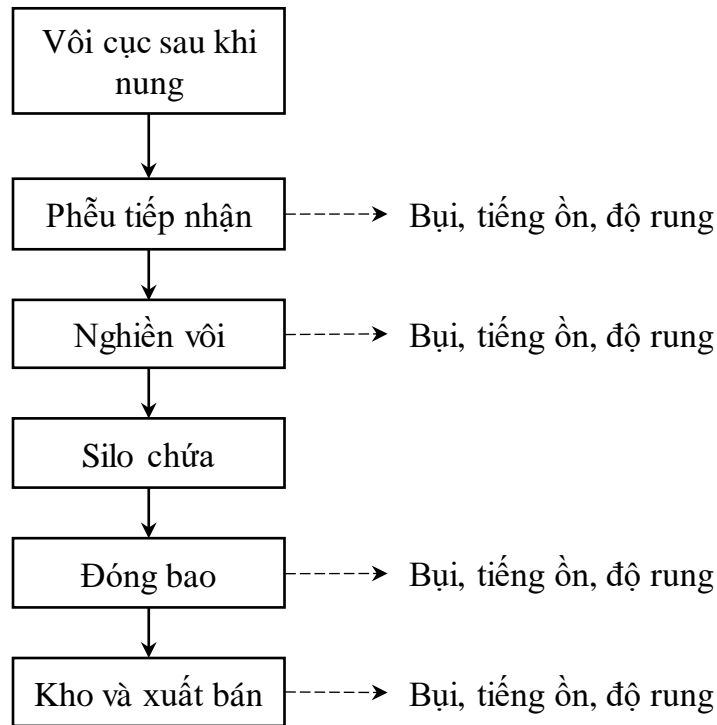 Vôi cục sau khi
nung
Phễu tiếp nhận
Bụi, tiếng ồn, độ rung
Nghiền vôi
Bụi, tiếng ồn, độ rung
Silo chứa
Đóng bao
Bụi, tiếng ồn, độ rung
Kho và xuất bán
Bụi, tiếng ồn, độ rung